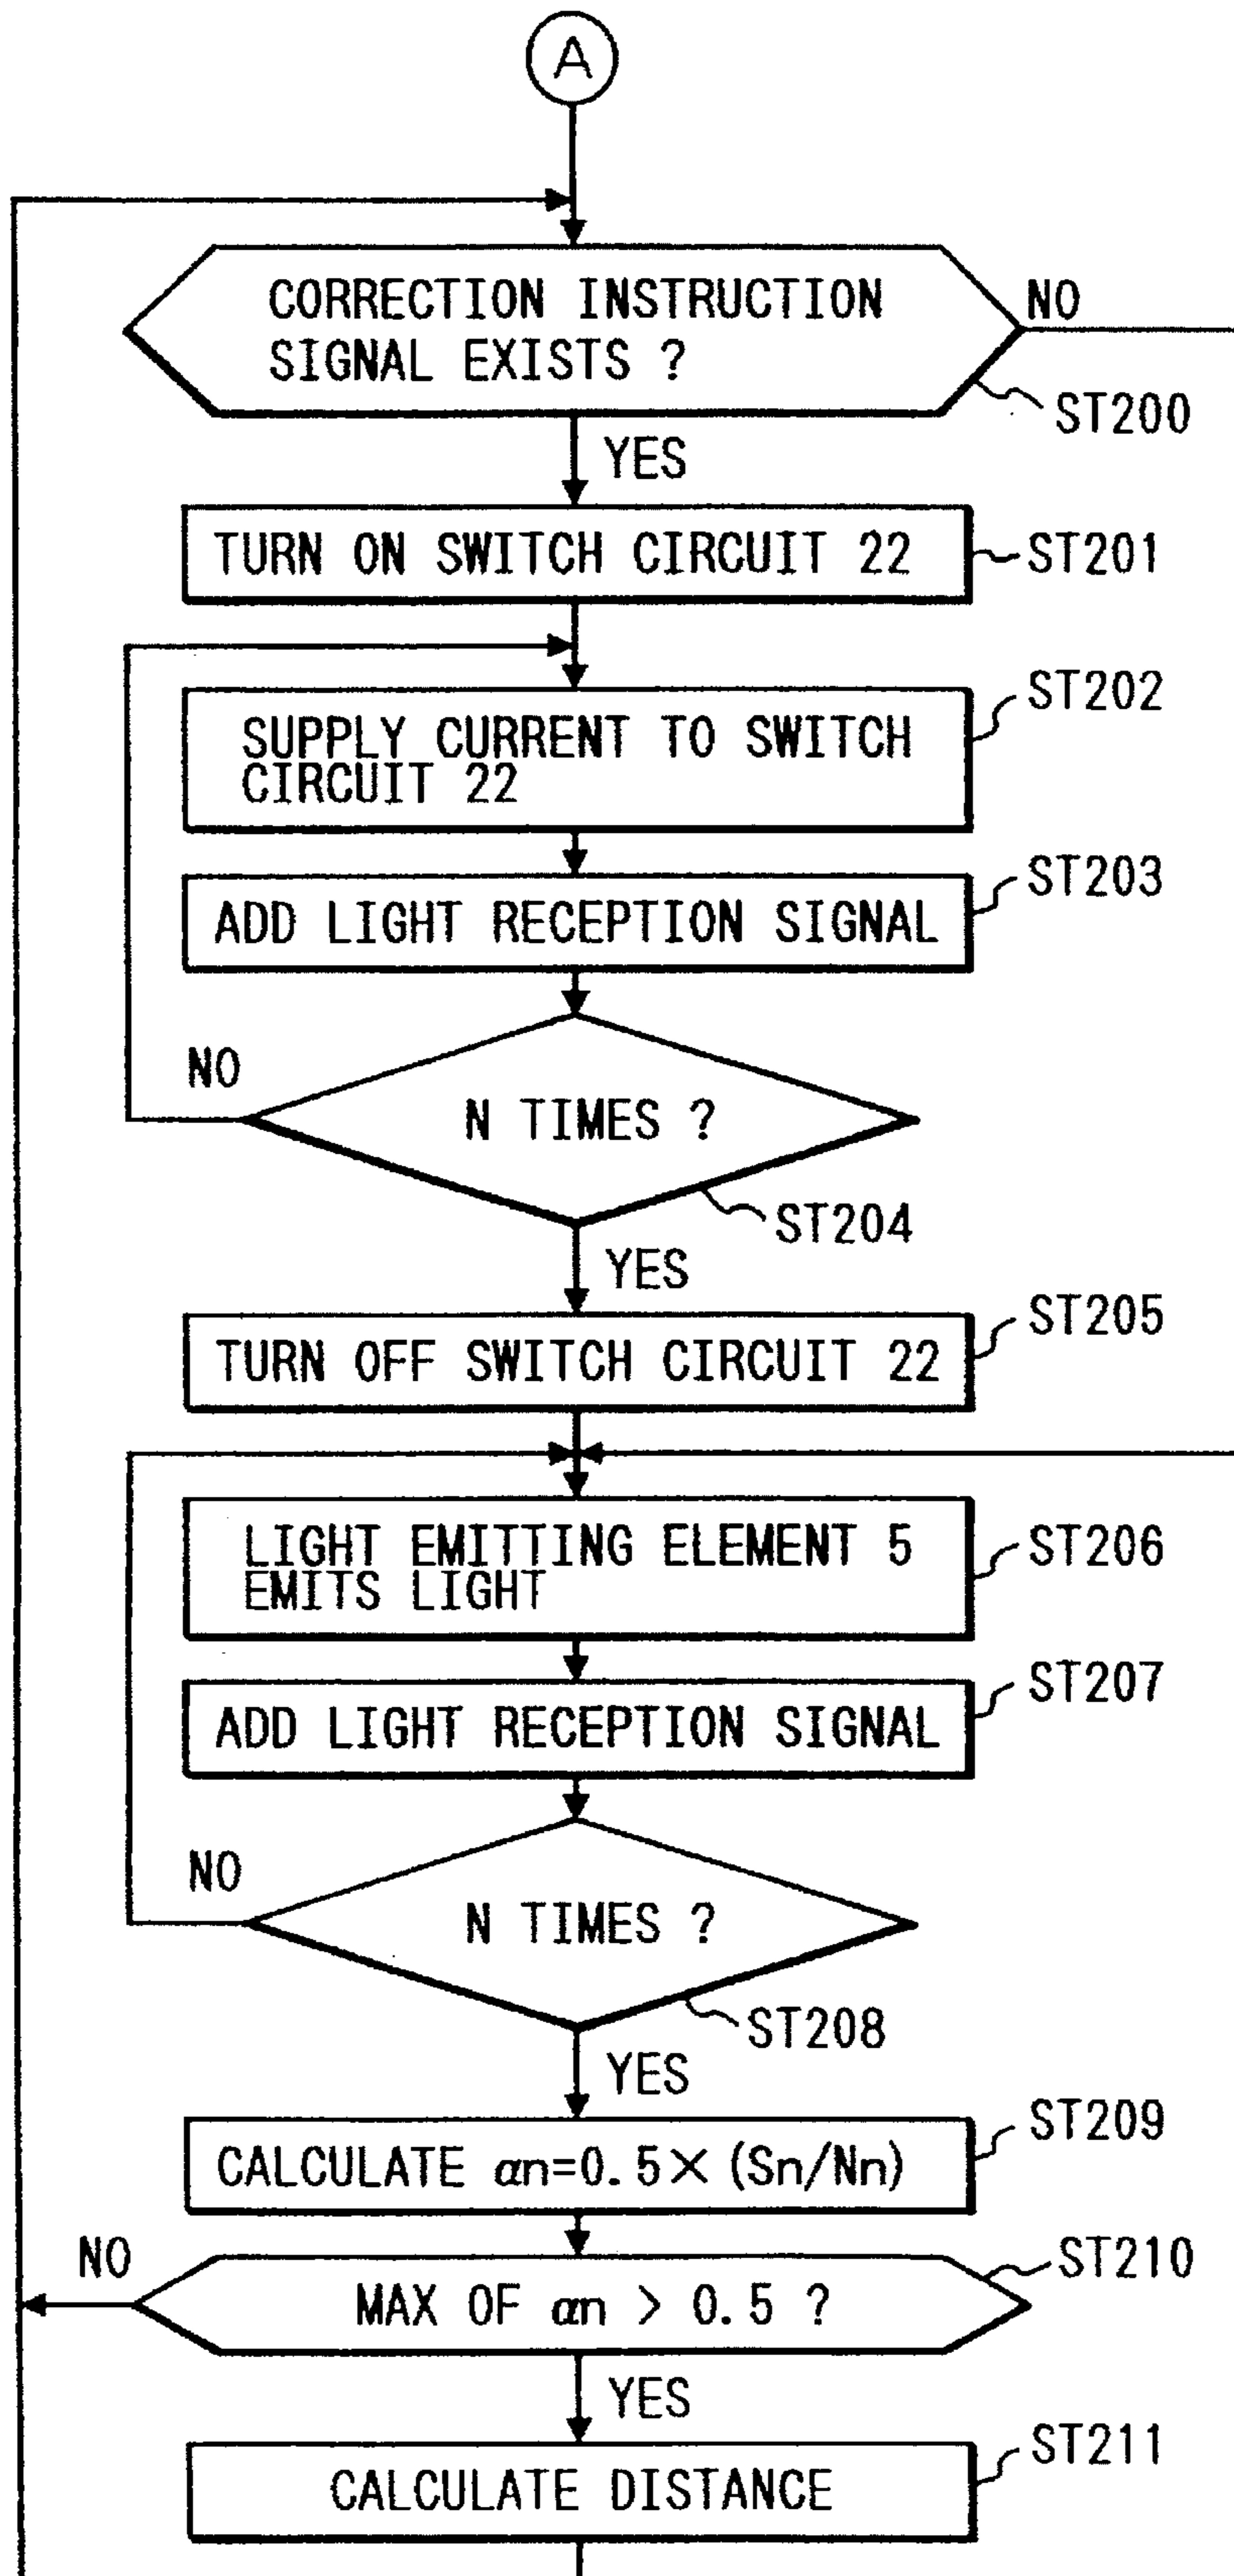 A
CORRECTION INSTRUCTION
SIGNAL EXISTS ?
NO
ST200
YES
TURN ON SWITCH CIRCUIT 22
ST201
SUPPLY CURRENT TO SWITCH
CIRCUIT 22
ST202
ADD LIGHT RECEPTION SIGNAL
ST203
NO
N TIMES ?
ST204
YES
TURN OFF SWITCH CIRCUIT 22
ST205
LIGHT EMITTING ELEMENT 5
EMITS LIGHT
ST206
ADD LIGHT RECEPTION SIGNAL
ST207
NO
N TIMES ?
ST208
YES
CALCULATE αn=0.5×(Sn/Nn)
ST209
NO
MAX OF αn > 0.5 ?
ST210
YES
CALCULATE DISTANCE
ST211